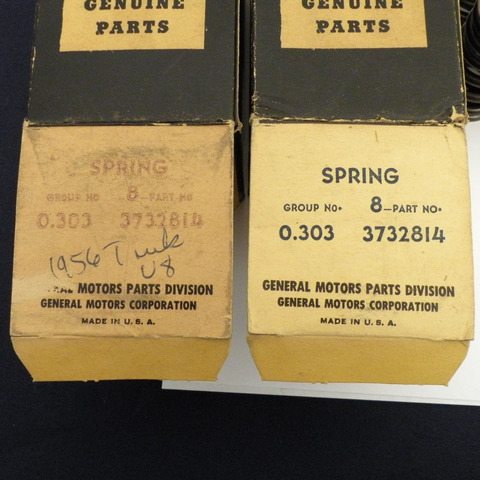 GENUINE
PARTS
SPRING
GROUP NO 8-PART NO
0.303 3732814
1956 Truck
V8
MOTORS PARTS DIVISION
GENERAL MOTORS CORPORATION
MADE IN U. S. A.
GENUINE
PARTS
SPRING
GROUP NO. 8-PART NO.
0.303 3732814
GENERAL MOTORS PARTS DIVISION
GENERAL MOTORS CORPORATION
MADE IN U. S. A.